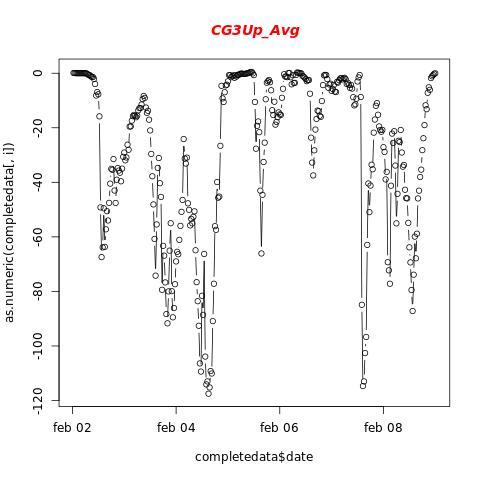 CG3Up_Avg
as.numeric(completedata[, i])
0
-20
-40
-60
-80
-100
-120
feb 02
feb 04
feb 06
feb 08
completedata$date